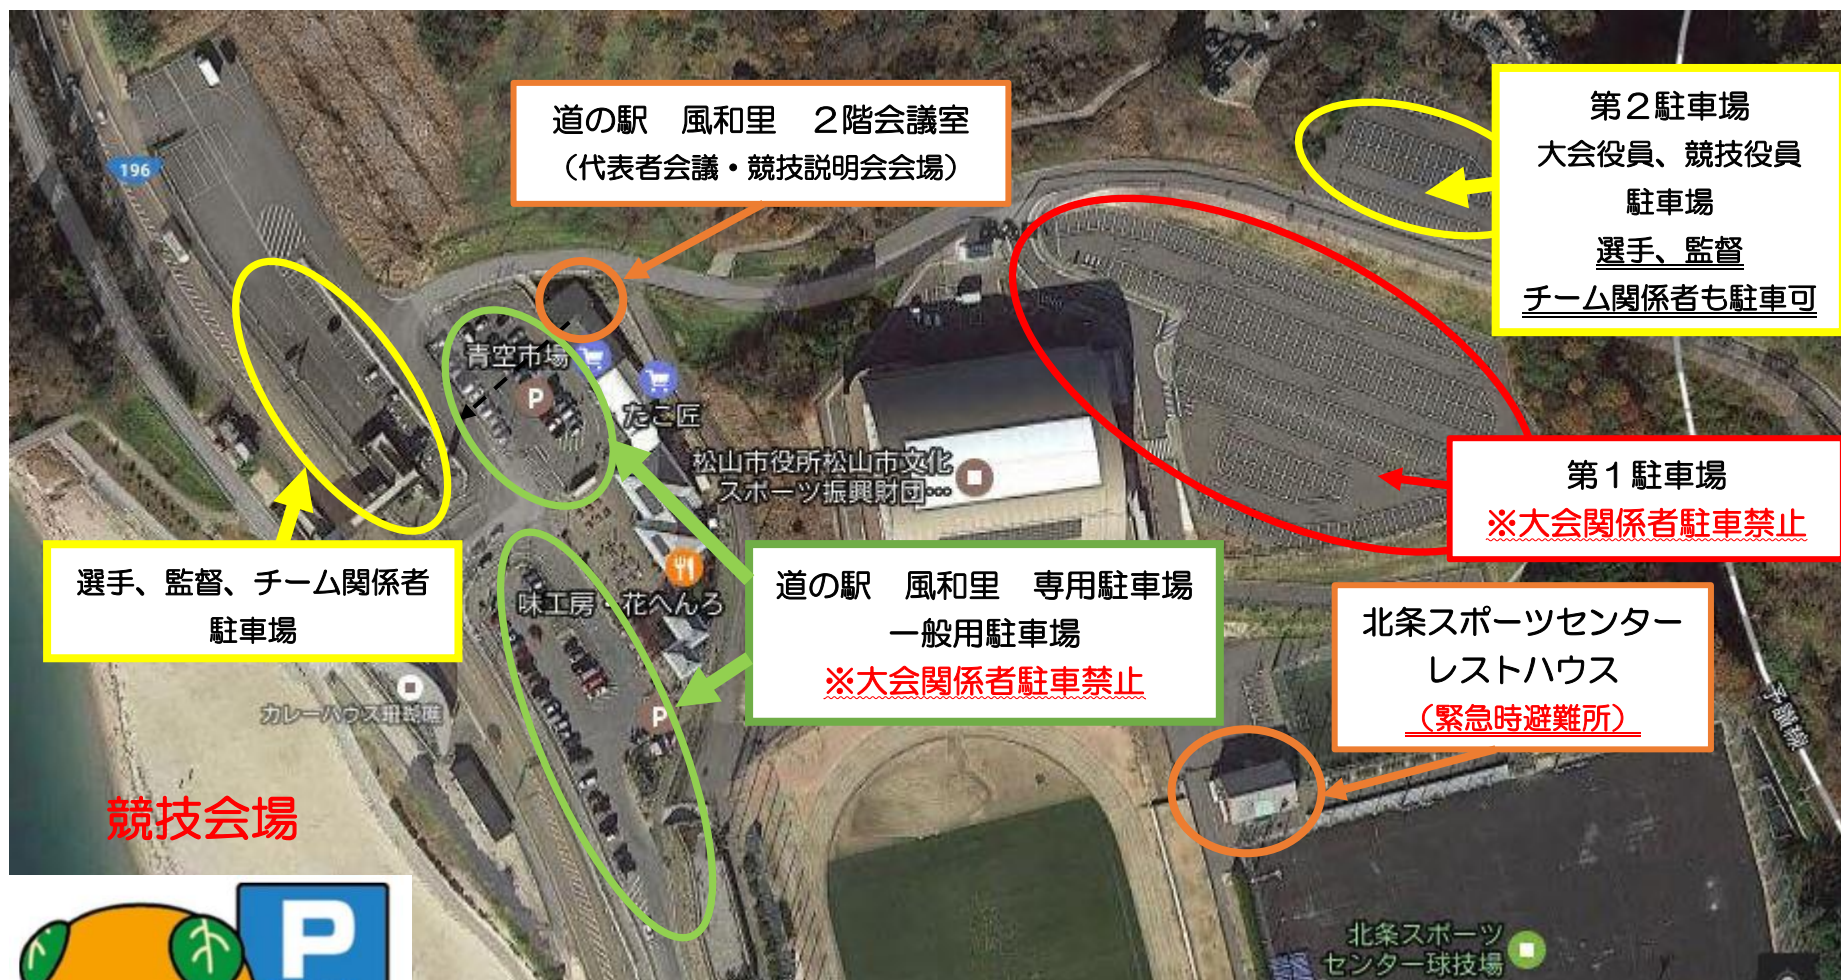 道の駅　風和里　２階会議室
（代表者会議・競技説明会会場）
第２駐車場
大会役員、競技役員
駐車場
選手、監督
チーム関係者も駐車可
196
青空市場
P
たこ匠
松山市役所松山市文化
スポーツ振興財団…
第１駐車場
※大会関係者駐車禁止
選手、監督、チーム関係者
駐車場
道の駅　風和里　専用駐車場
一般用駐車場
※大会関係者駐車禁止
味工房・花へんろ
P
北条スポーツセンター
レストハウス
（緊急時避難所）
カレーハウス
予讃線
競技会場
P
北条スポーツ
センター球技場